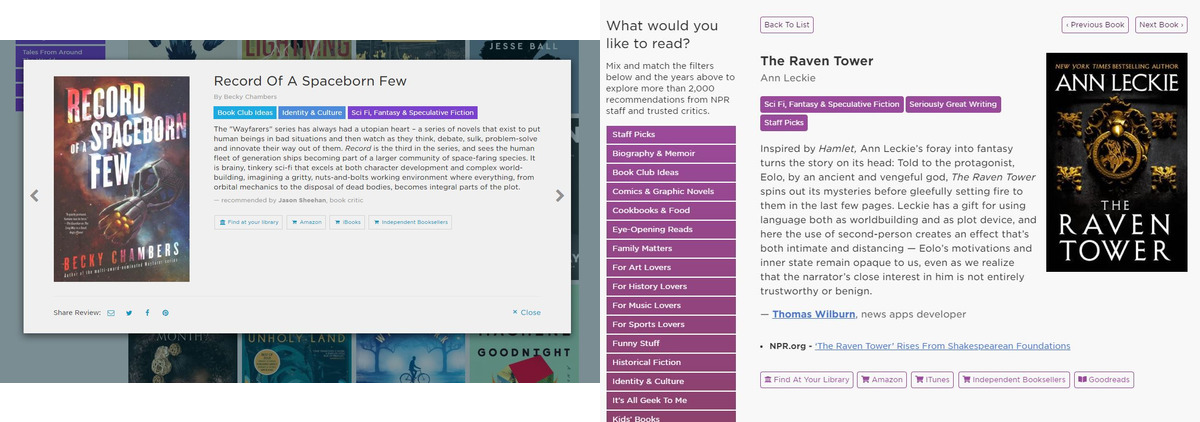 Tales From Around
LIGHTNING
JESSE BALL
RECORD
OF A
SPACEBORN
FEW
BECKY CHAMBERS
Record Of A Spaceborn Few
By Becky Chambers
Book Club Ideas
Identity & Culture
Sci Fi, Fantasy & Speculative Fiction
The "Wayfarers" series has always had a utopian heart – a series of novels that exist to put
human beings in bad situations and then watch as they think, debate, sulk, problem-solve
and innovate their way out of them. Record is the third in the series, and sees the human
fleet of generation ships becoming part of a larger community of space-faring species. It
is brainy, tinkery sci-fi that excels at both character development and complex world-
building, imagining a gritty, nuts-and-bolts working environment where everything, from
orbital mechanics to the disposal of dead bodies, becomes integral parts of the plot.
— recommended by Jason Sheehan, book critic
Find at your library
Amazon
iBooks
Independent Booksellers
Share Review:
× Close
MONTH
UNHOLY LAND
GOODNIGHT
What would you
like to read?
Mix and match the filters
below and the years above to
explore more than 2,000
recommendations from NPR
staff and trusted critics.
Staff Picks
Biography & Memoir
Book Club Ideas
Comics & Graphic Novels
Cookbooks & Food
Eye-Opening Reads
Family Matters
For Art Lovers
For History Lovers
For Music Lovers
For Sports Lovers
Funny Stuff
Historical Fiction
Identity & Culture
It's All Geek To Me
Kids' Books
Back To List
‹ Previous Book
Next Book ›
The Raven Tower
Ann Leckie
Sci Fi, Fantasy & Speculative Fiction
Seriously Great Writing
Staff Picks
Inspired by Hamlet, Ann Leckie's foray into fantasy
turns the story on its head: Told to the protagonist,
Eolo, by an ancient and vengeful god, The Raven Tower
spins out its mysteries before gleefully setting fire to
them in the last few pages. Leckie has a gift for using
language both as worldbuilding and as plot device, and
here the use of second-person creates an effect that's
both intimate and distancing — Eolo's motivations and
inner state remain opaque to us, even as we realize
that the narrator's close interest in him is not entirely
trustworthy or benign.
— Thomas Wilburn, news apps developer
• NPR.org - 'The Raven Tower' Rises From Shakespearean Foundations
Find At Your Library
Amazon
iTunes
Independent Booksellers
Goodreads
NEW YORK TIMES BESTSELLING AUTHOR
ANN LECKIE
THE
RAVEN
TOWER